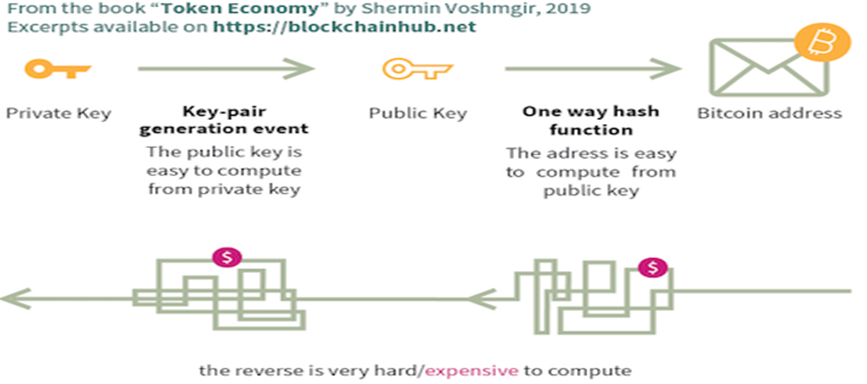 From the book “Token Economy” by Shermin Voshmgir, 2019
Excerpts available on https://blockchainhub.net
Private Key
Key-pair
generation event
The public key is
easy to compute
from private key
Public Key
One way hash
function
The adress is easy
to compute from
public key
Bitcoin address
B
$
$
the reverse is very hard/expensive to compute